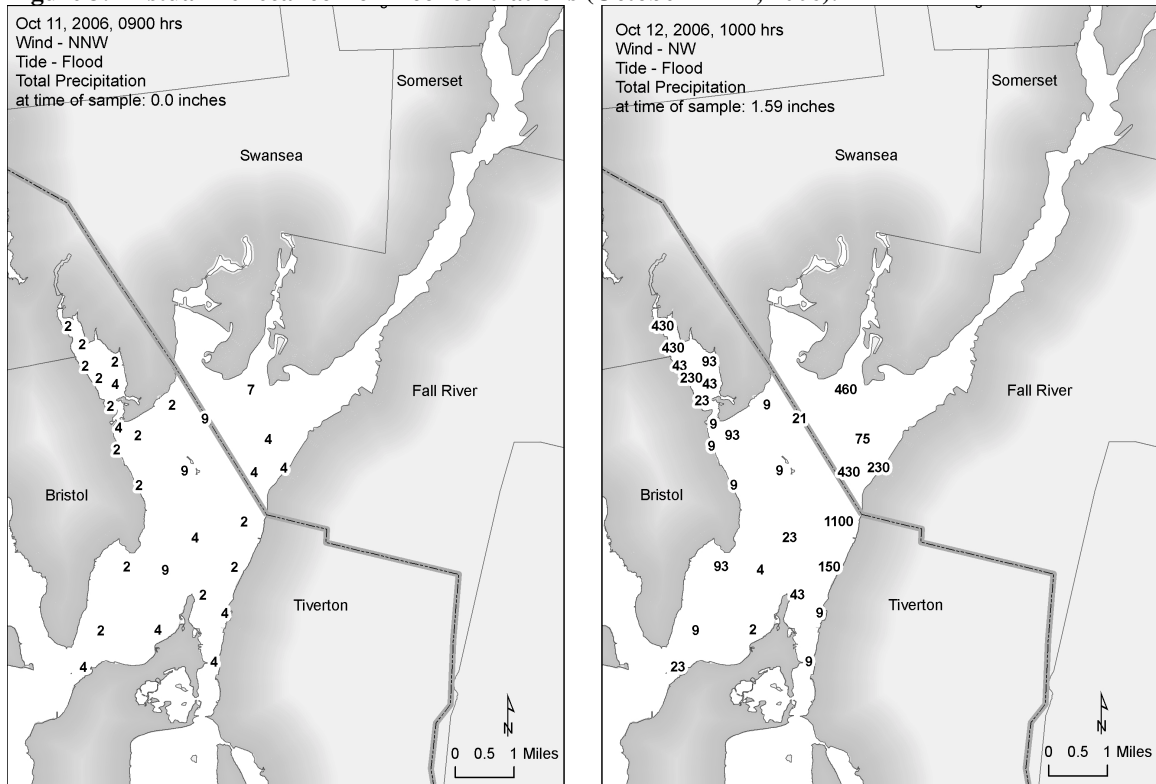 Oct 11, 2006, 0900 hrs
Wind - NNW
Tide - Flood
Total Precipitation
at time of sample: 0.0 inches
Somerset
Swansea
2
2
2
2
2
4
7
Fall River
2
2
9
4
2
4
2
9
4
4
Bristol
2
2
4
2
9
2
2
Tiverton
4
2
4
4
4
N
0 0.5 1 Miles
Oct 12, 2006, 1000 hrs
Wind - NW
Tide - Flood
Total Precipitation
at time of sample: 1.59 inches
Somerset
Swansea
430
430
43
93
230
43
460
Fall River
23
9
21
9
93
75
9
9
430
230
Bristol
9
1100
23
93
4
150
43
Tiverton
9
9
2
23
9
N
0 0.5 1 Miles